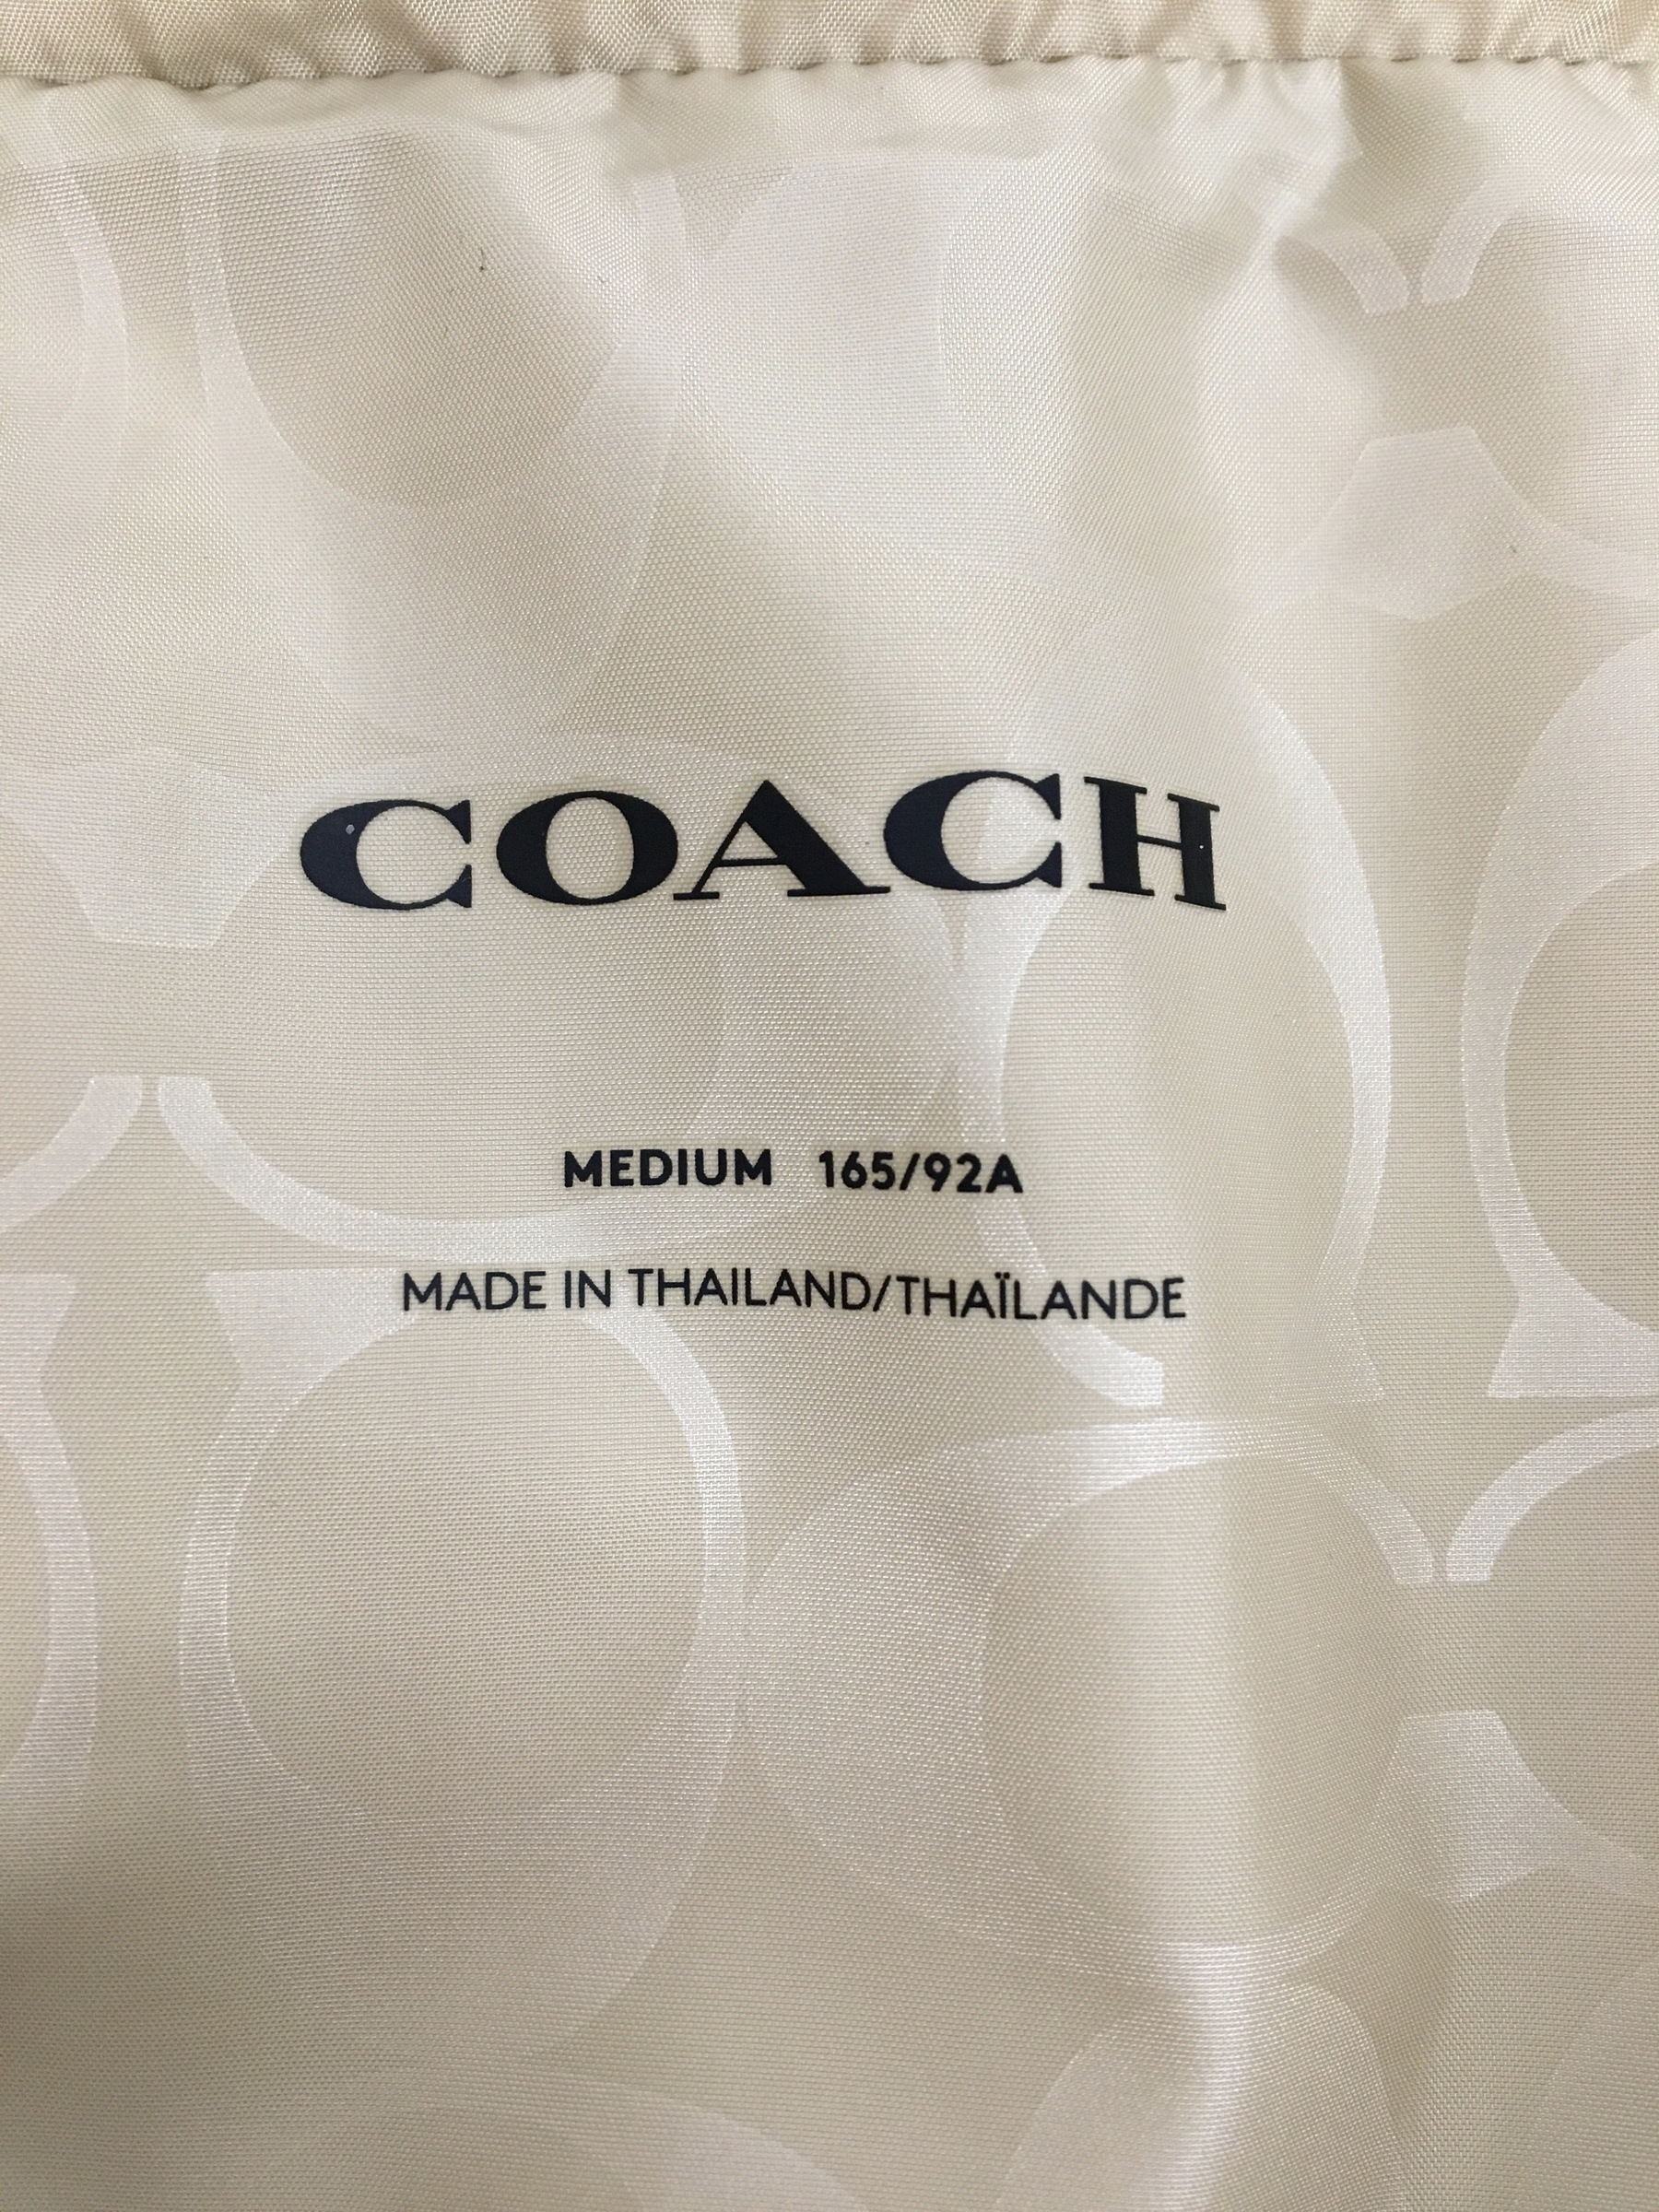 COACH
MEDIUM 165/92A
MADE IN THAILAND/THAÏLANDE